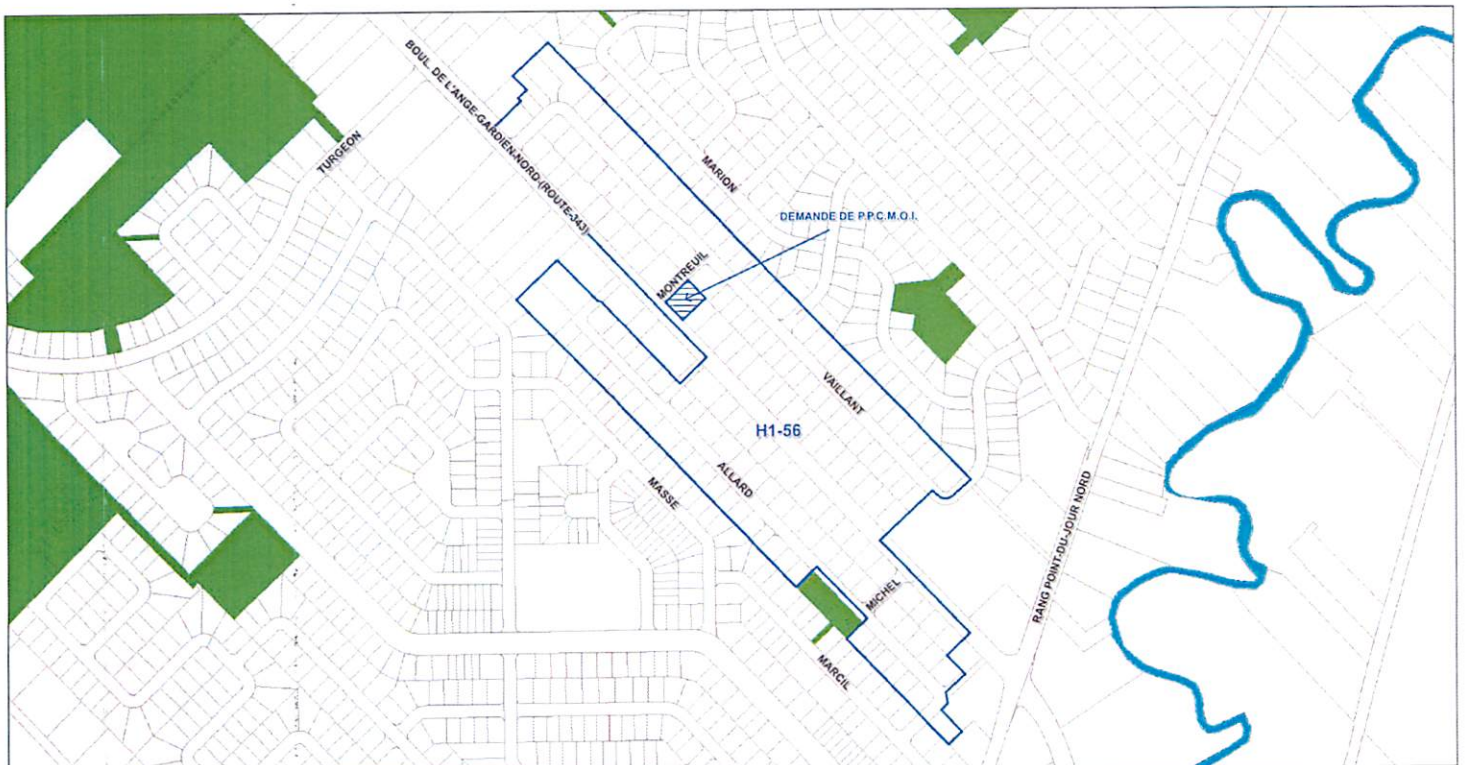 BOUL. DE L'ANGE-GARDIEN-NORD-(ROUTE-343)
TURGEON
MARION
DEMANDE DE P.P.C.M.O.I.
MONTREUIL
VAILLANT
H1-56
ALLARD
MASSE
RANG POINT-DU-JOUR NORD
MICHEL
MARCIL